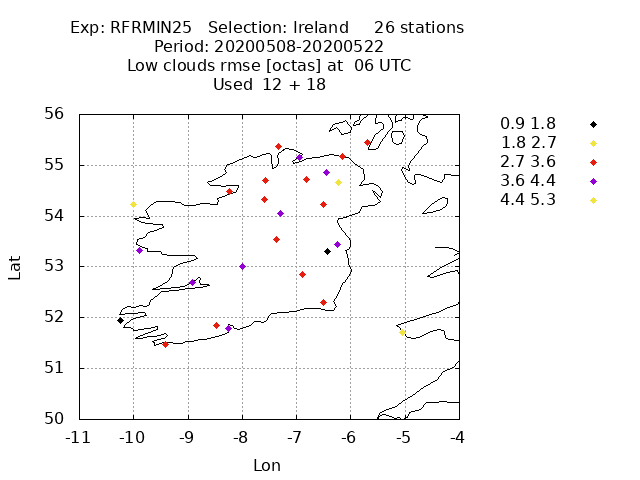 Exp: RFRMIN25 Selection: Ireland 26 stations
Period: 20200508-20200522
Low clouds rmse [octas] at 06 UTC
Used 12 + 18
0.9 1.8
1.8 2.7
2.7 3.6
3.6 4.4
4.4 5.3
56
55
54
53
52
51
50
Lat
-11 -10 -9 -8 -7 -6 -5 -4
Lon